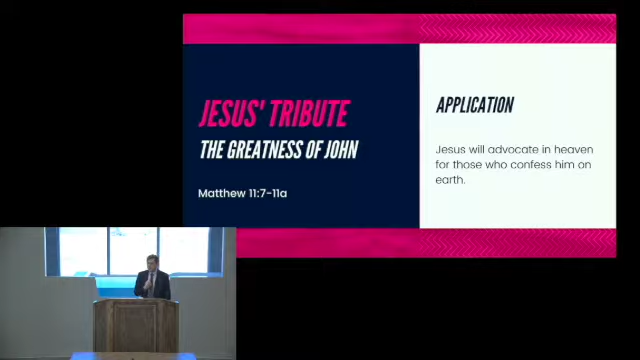 JESUS' TRIBUTE
THE GREATNESS OF JOHN
Matthew 11:7-11a
APPLICATION
Jesus will advocate in heaven
for those who confess him on
earth.